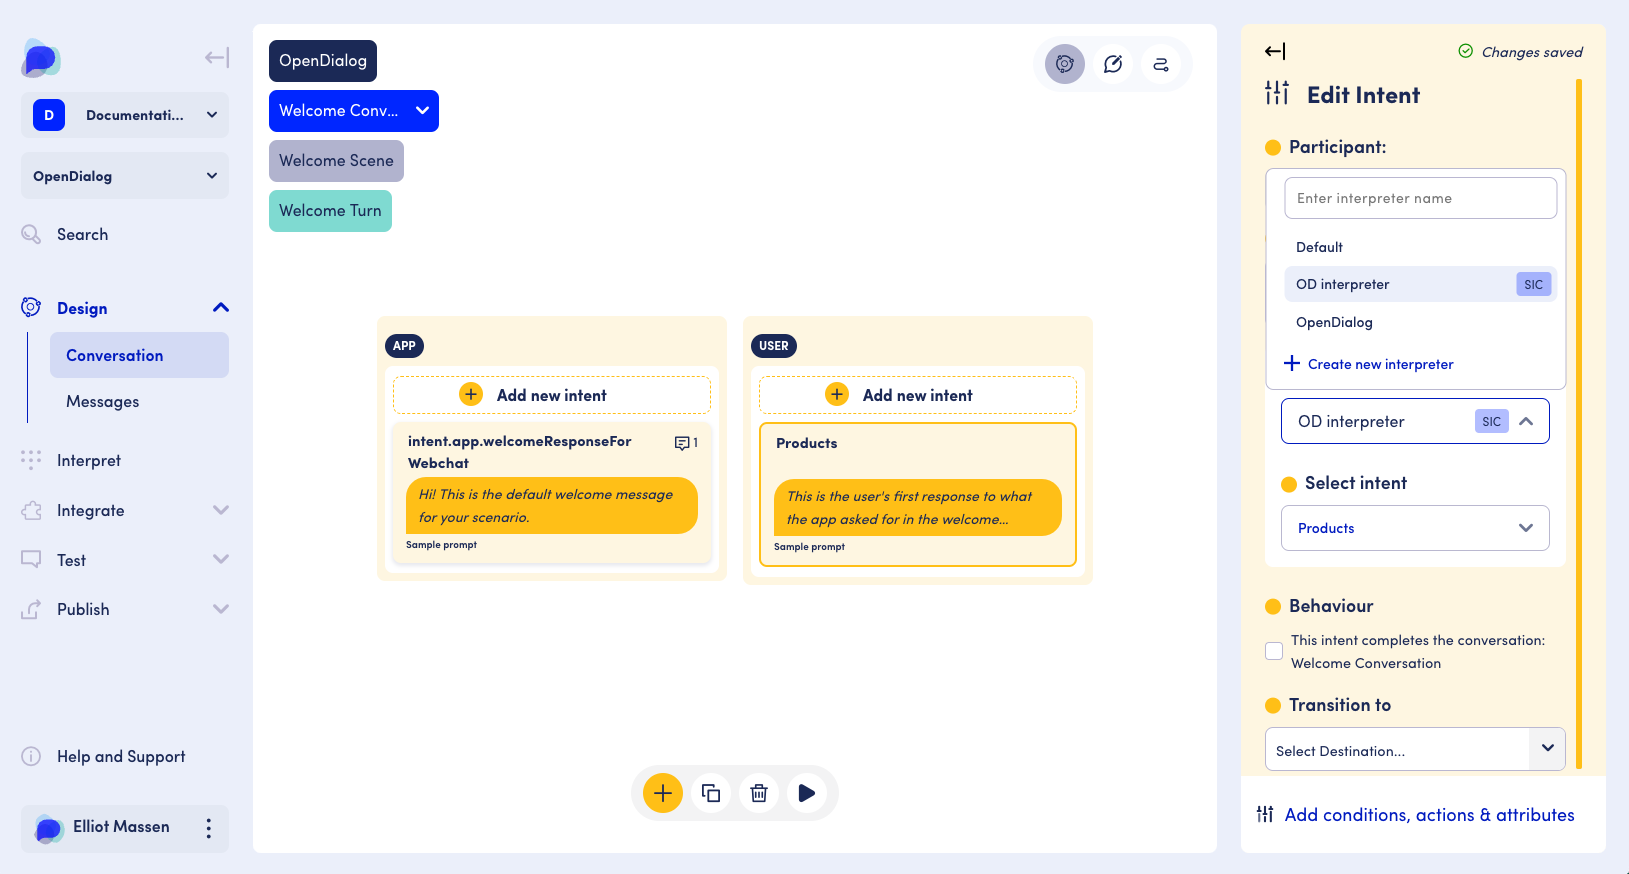 D
Documentati...
OpenDialog
Search
Design
Conversation
Messages
Interpret
Integrate
Test
Publish
Help and Support
Elliot Massen
OpenDialog
Welcome Conv...
Welcome Scene
Welcome Turn
APP
Add new intent
intent.app.welcomeResponseFor
Webchat
1
Hi! This is the default welcome message
for your scenario.
Sample prompt
USER
Add new intent
Products
This is the user's first response to what
the app asked for in the welcome...
Sample prompt
Changes saved
Edit Intent
Participant:
Enter interpreter name
Default
OD interpreter SIC
OpenDialog
Create new interpreter
OD interpreter SIC
Select intent
Products
Behaviour
This intent completes the conversation:
Welcome Conversation
Transition to
Select Destination...
Add conditions, actions & attributes